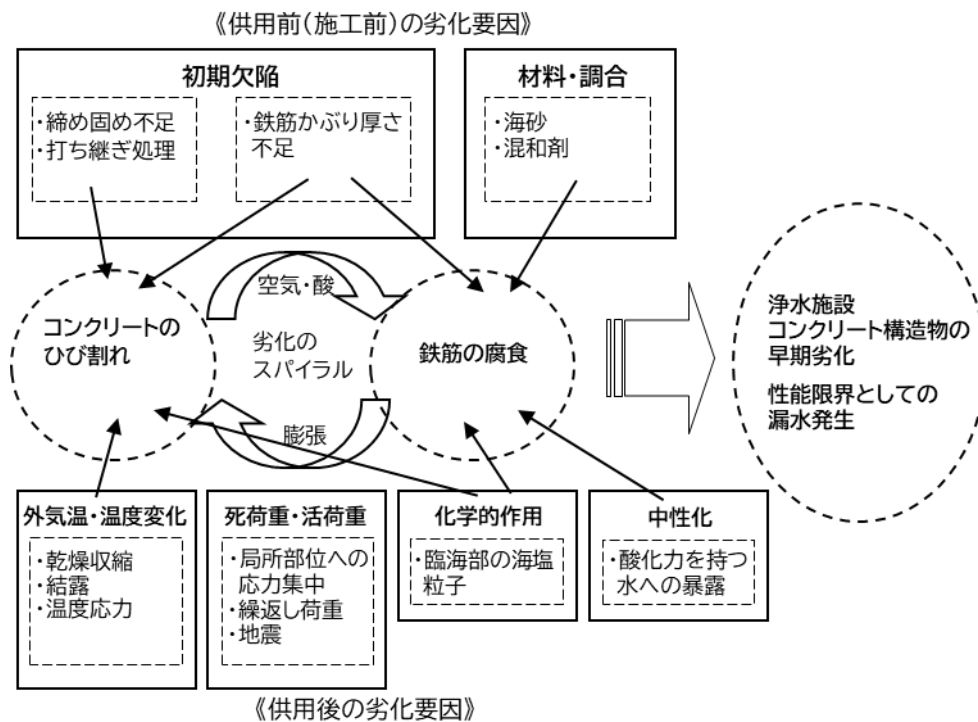 《供用前(施工前)の劣化要因》
初期欠陥
・締め固め不足
・打ち継ぎ処理
・鉄筋かぶり厚さ
不足
材料・調合
・海砂
・混和剤
コンクリートの
ひび割れ
空気・酸
劣化の
スパイラル
膨張
鉄筋の腐食
浄水施設
コンクリート構造物の
早期劣化
性能限界としての
漏水発生
外気温・温度変化
・乾燥収縮
・結露
・温度応力
死荷重・活荷重
・局所部位への
応力集中
・繰返し荷重
・地震
化学的作用
・臨海部の海塩
粒子
中性化
・酸化力を持つ
水への暴露
《供用後の劣化要因》